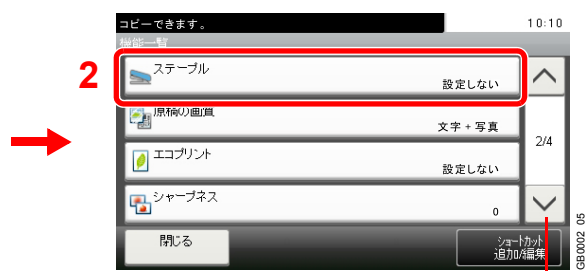 コピーできます。
10:10
機能一覧
2
ステープル
設定しない
原稿の画質
文字 + 写真
2/4
エコプリント
設定しない
シャープネス
0
閉じる
ショートカット
追加/編集
GB0002 05